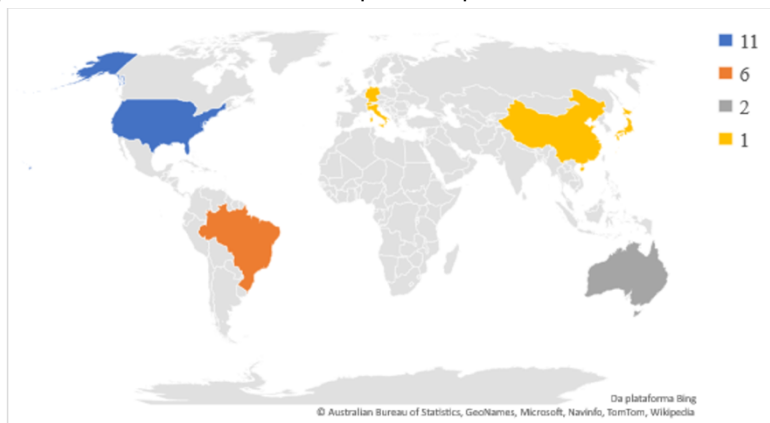 11
6
2
1
Da plataforma Bing
© Australian Bureau of Statistics, GeoNames, Microsoft, Navinfo, TomTom, Wikipedia